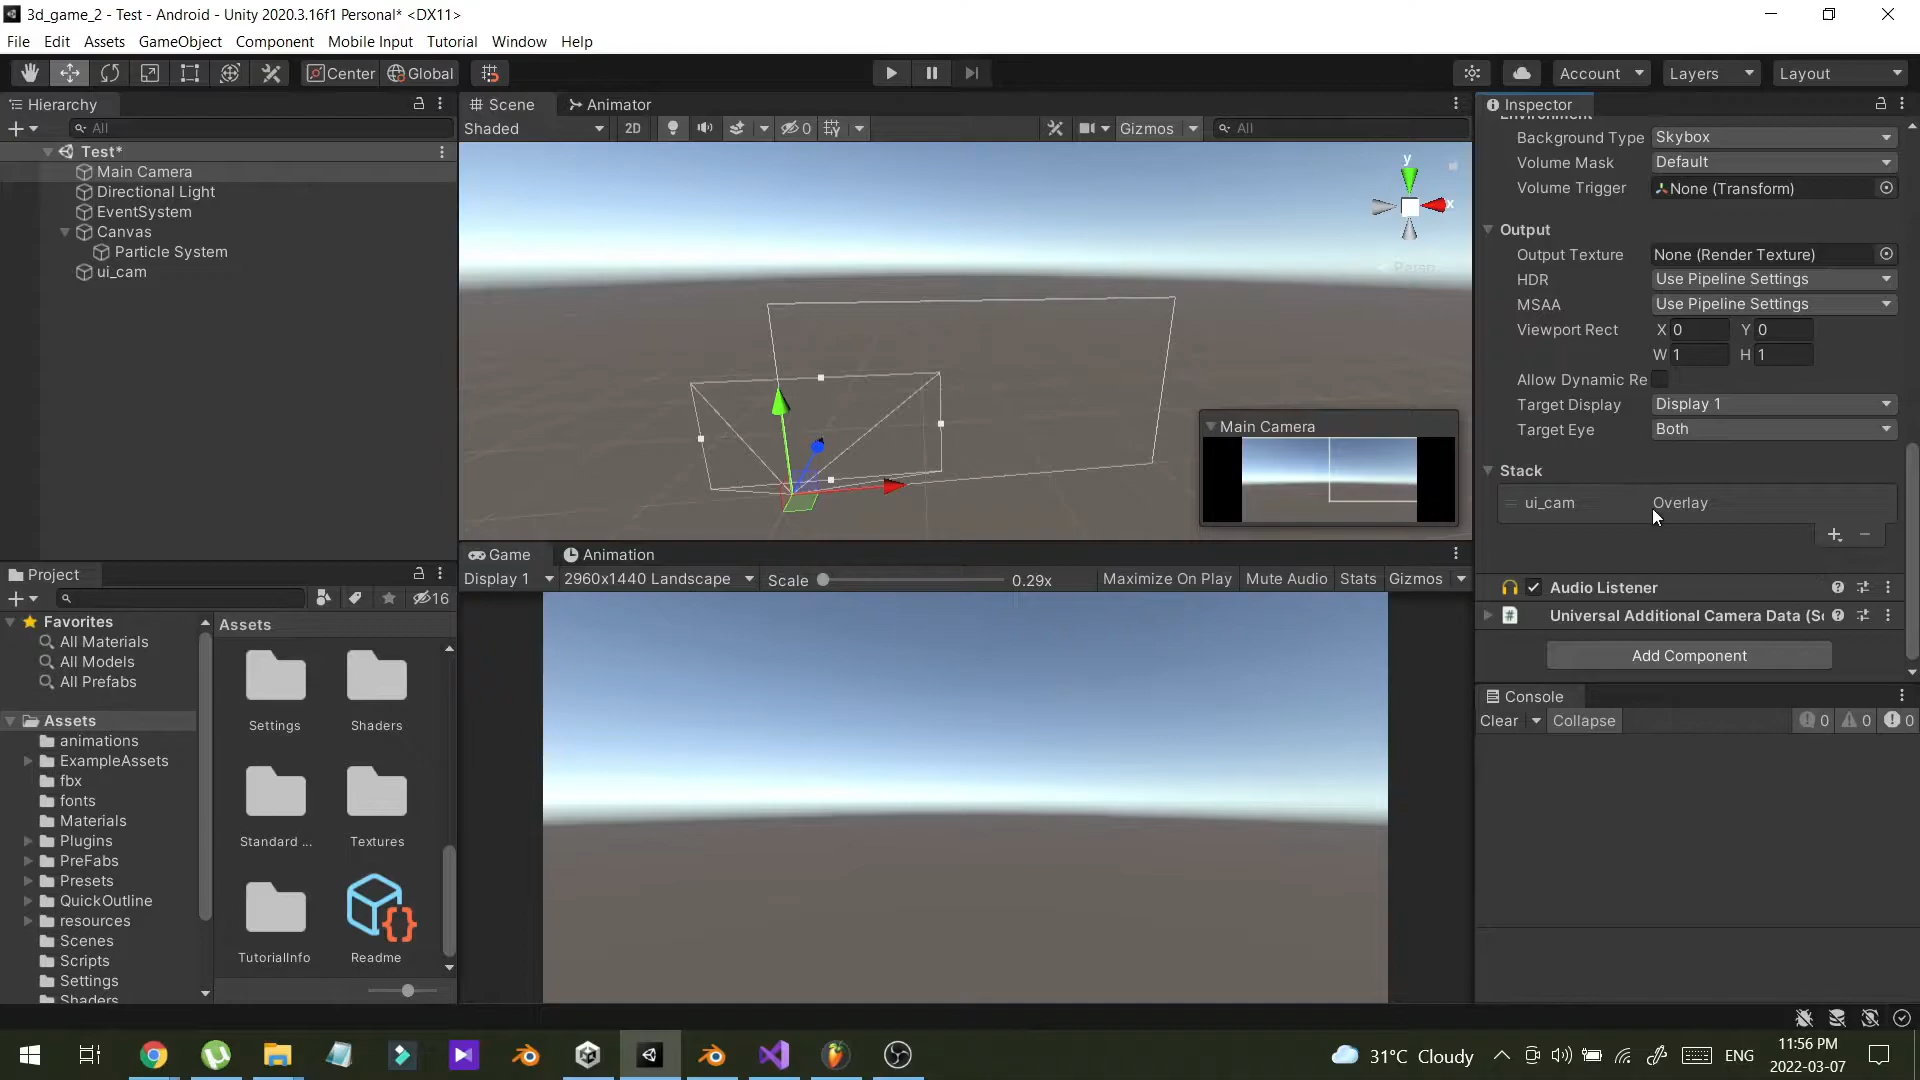 3d_game_2 - Test - Android - Unity 2020.3.16f1 Personal* <DX11>
File Edit Assets GameObject Component Mobile Input Tutorial Window Help
Center Global
Account Layers Layout
Hierarchy
All
Test*
Main Camera
Directional Light
EventSystem
Canvas
Particle System
ui_cam
Scene Animator
Shaded 2D 0 Gizmos All
y
x
Persp
Main Camera
Game Animation
Display 1 2960x1440 Landscape Scale 0.29x Maximize On Play Mute Audio Stats Gizmos
Project
16
Favorites
All Materials
All Models
All Prefabs
Assets
animations
ExampleAssets
fbx
fonts
Materials
Plugins
PreFabs
Presets
QuickOutline
resources
Scenes
Scripts
Settings
Shaders
Assets
Settings Shaders
Standard ... Textures
TutorialInfo Readme
Inspector
Environment
Background Type Skybox
Volume Mask Default
Volume Trigger None (Transform)
Output
Output Texture None (Render Texture)
HDR Use Pipeline Settings
MSAA Use Pipeline Settings
Viewport Rect X 0 Y 0
W 1 H 1
Allow Dynamic Re
Target Display Display 1
Target Eye Both
Stack
ui_cam Overlay
Audio Listener
# Universal Additional Camera Data (Sc
Add Component
Console
Clear Collapse 0 0 0
31°C Cloudy ENG 11:56 PM
2022-03-07